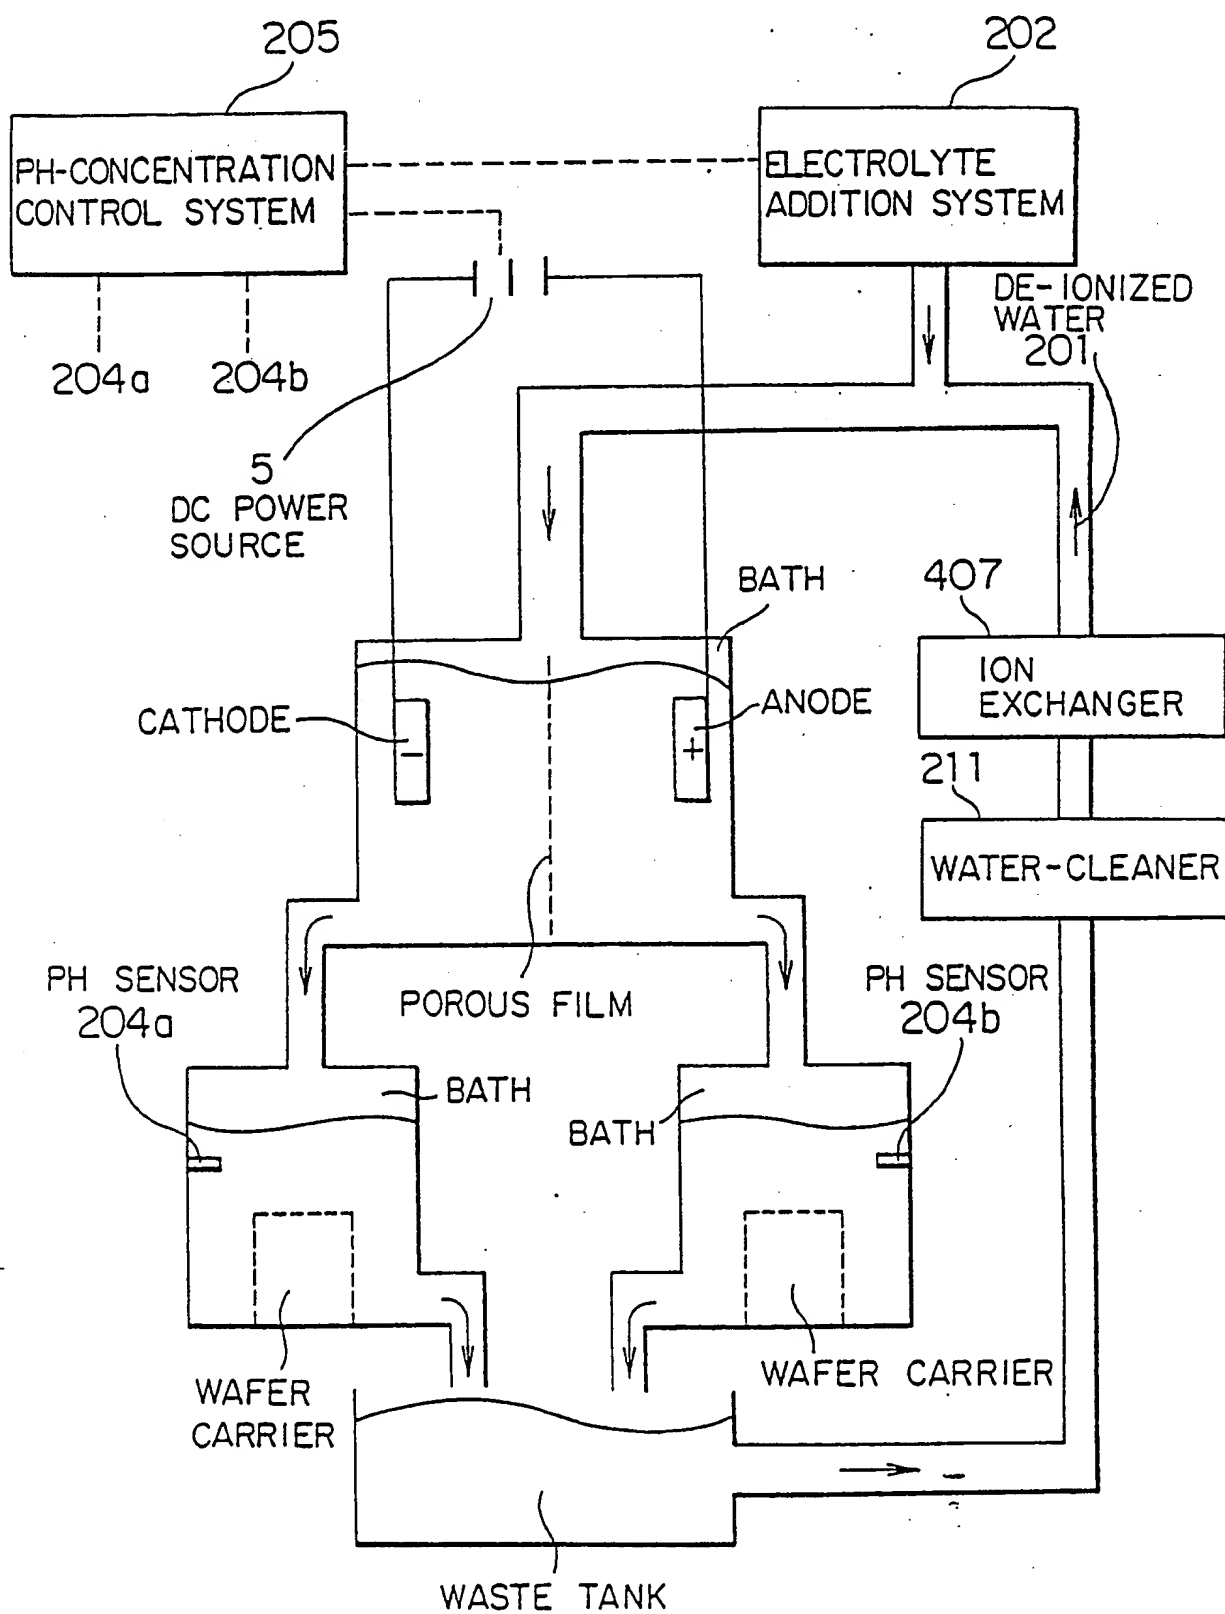 205
202
PH-CONCENTRATION
CONTROL SYSTEM
ELECTROLYTE
ADDITION SYSTEM
DE-IONIZED
WATER
201
204a
204b
5
DC POWER
SOURCE
BATH
407
ION
EXCHANGER
CATHODE
ANODE
−
+
211
WATER-CLEANER
PH SENSOR
204a
POROUS FILM
PH SENSOR
204b
BATH
BATH
WAFER
CARRIER
WAFER CARRIER
WASTE TANK